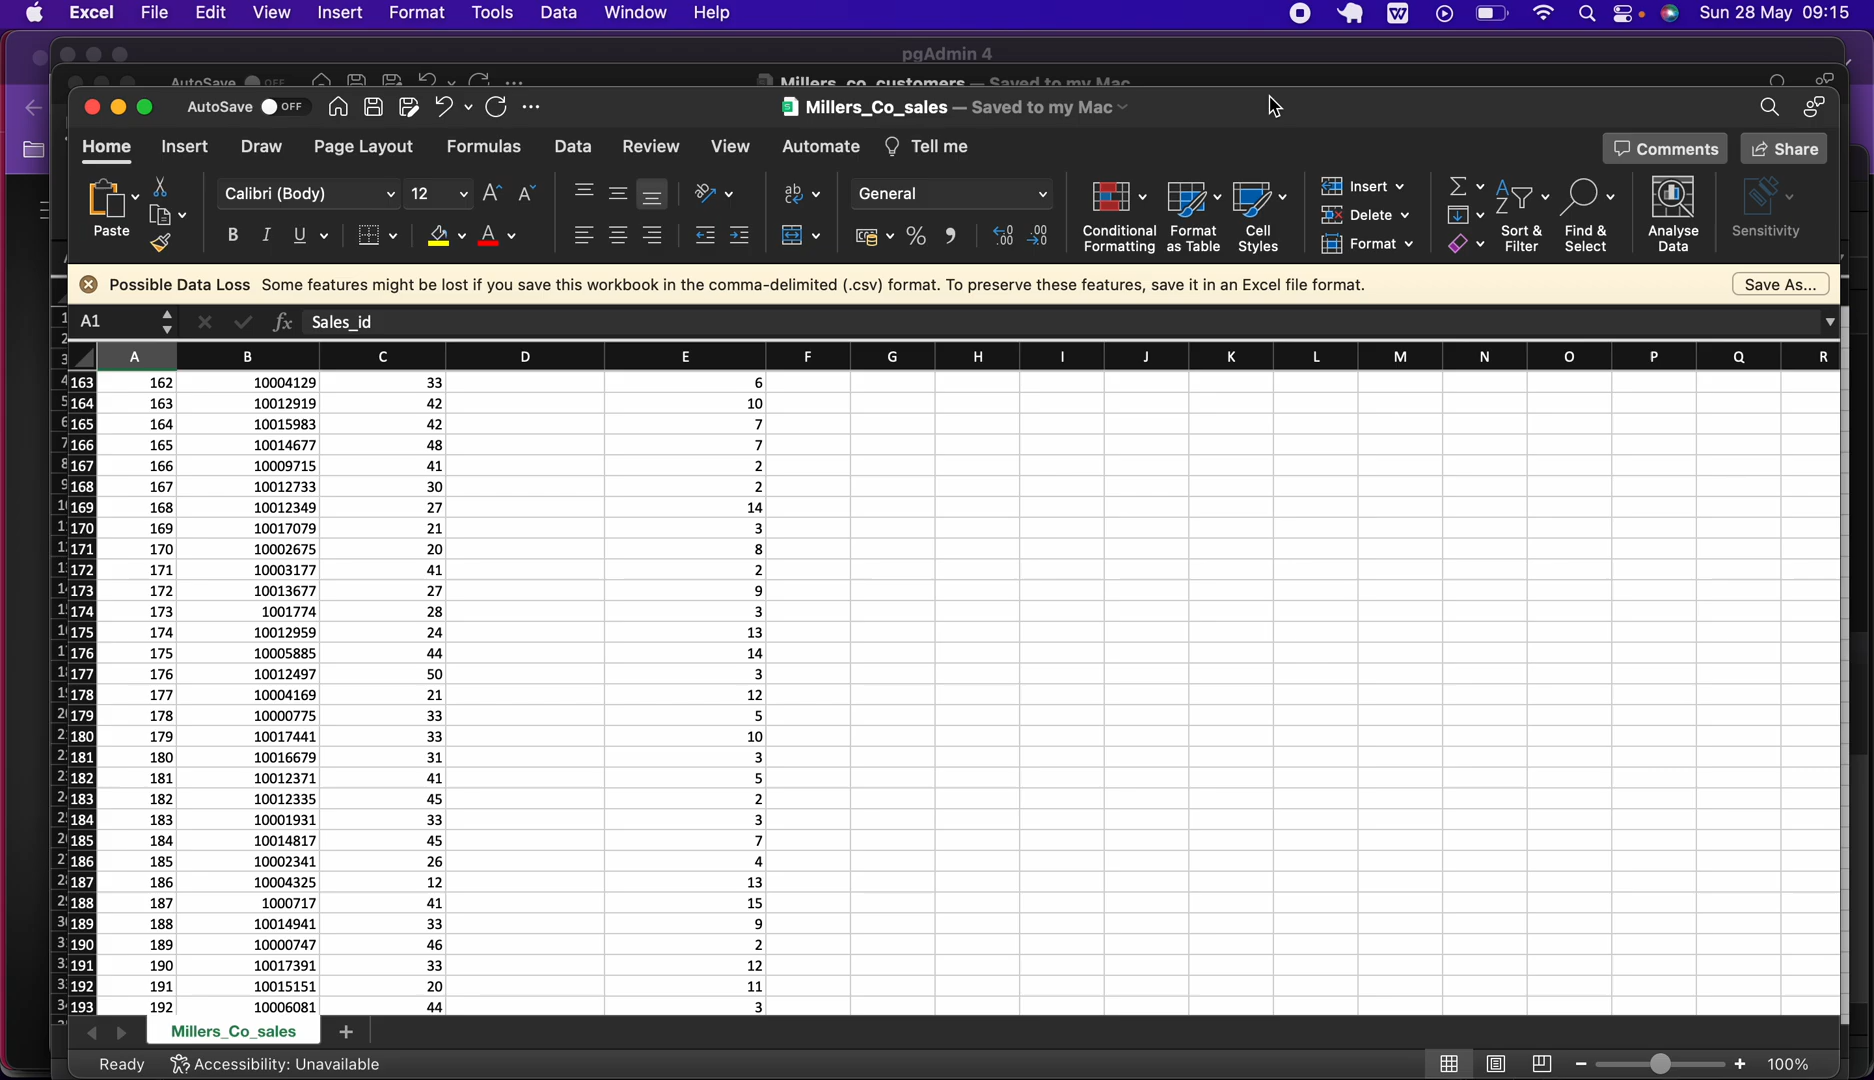 Excel File Edit View Insert Format Tools Data Window Help Sun 28 May 09:15
pgAdmin 4
AutoSave OFF Millers_co_customers — Saved to my Mac
AutoSave OFF Millers_Co_sales — Saved to my Mac
Home Insert Draw Page Layout Formulas Data Review View Automate Tell me Comments Share
Calibri (Body) 12 General
Paste Conditional Formatting Format as Table Cell Styles Insert Delete Format Sort & Filter Find & Select Analyse Data Sensitivity
Possible Data Loss Some features might be lost if you save this workbook in the comma-delimited (.csv) format. To preserve these features, save it in an Excel file format. Save As...
A1 fx Sales_id
A B C D E F G H I J K L M N O P Q R
163 162 10004129 33 6
164 163 10012919 42 10
165 164 10015983 42 7
166 165 10014677 48 7
167 166 10009715 41 2
168 167 10012733 30 2
169 168 10012349 27 14
170 169 10017079 21 3
171 170 10002675 20 8
172 171 10003177 41 2
173 172 10013677 27 9
174 173 1001774 28 3
175 174 10012959 24 13
176 175 10005885 44 14
177 176 10012497 50 3
178 177 10004169 21 12
179 178 10000775 33 5
180 179 10017441 33 10
181 180 10016679 31 3
182 181 10012371 41 5
183 182 10012335 45 2
184 183 10001931 33 3
185 184 10014817 45 7
186 185 10002341 26 4
187 186 10004325 12 13
188 187 1000717 41 15
189 188 10014941 33 9
190 189 10000747 46 2
191 190 10017391 33 12
192 191 10015151 20 11
193 192 10006081 44 3
Millers_Co_sales +
Ready Accessibility: Unavailable 100%